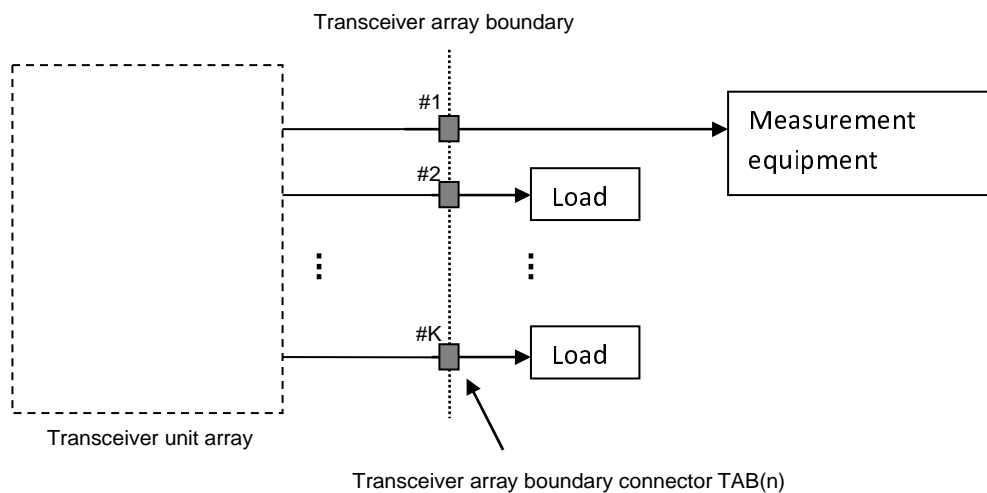 Transceiver array boundary
#1
Measurement
equipment
#2
Load
#K
Load
Transceiver unit array
Transceiver array boundary connector TAB(n)